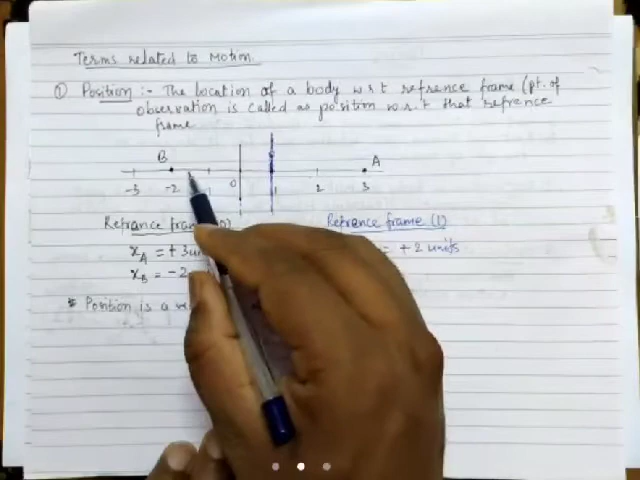 Terms related to Motion
① Position :- The location of a body w.r.t refrence frame (pt. of
observation is called as position w.r.t that refrence
frame
B A
-3 -2 0 1 2 3
Refrance frame Refrence frame (1)
xA = +3 = +2 units
xB = -2
* Position is a